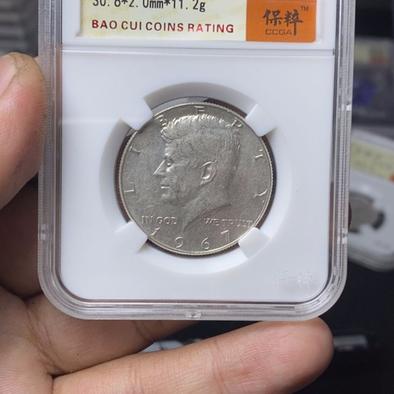 30.6*2.0mm*11.2g
保粹
TM
BAO CUI COINS RATING
CCGA
LIBERTY
IN GOD WE TRUST
1967